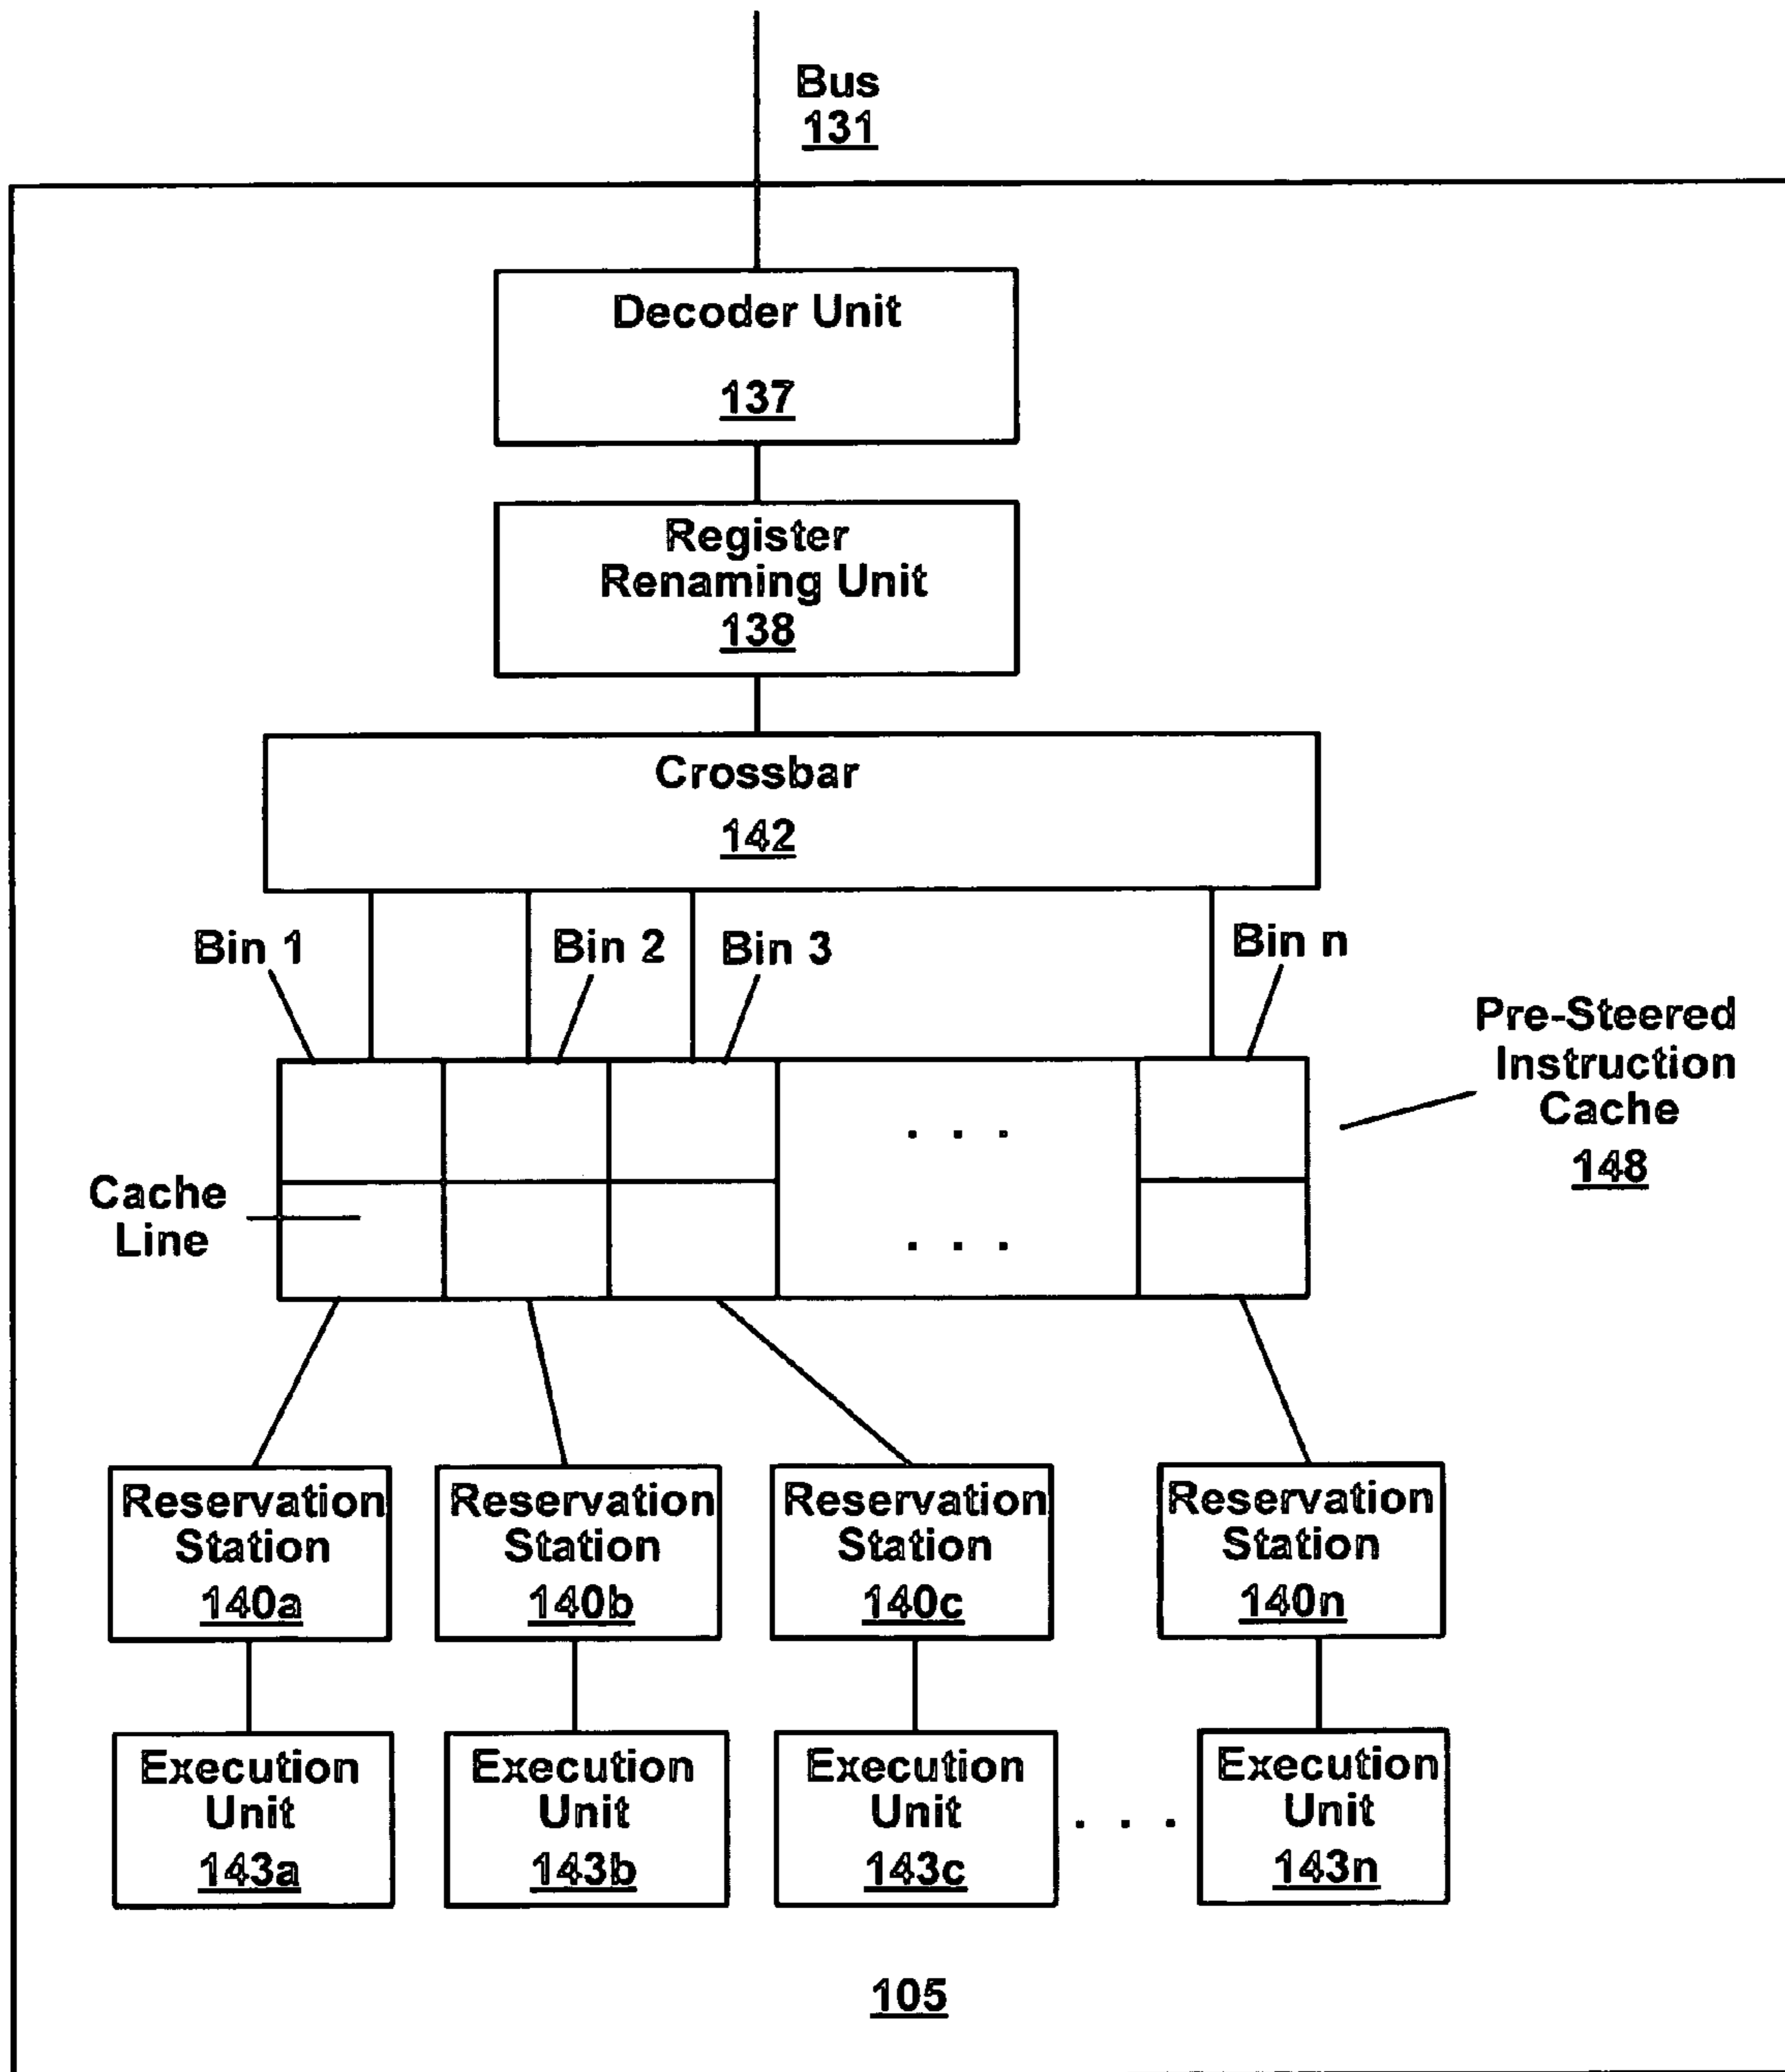 Bus
131
Decoder Unit
137
Register
Renaming Unit
138
Crossbar
142
Bin 1
Bin 2
Bin 3
Bin n
Pre-Steered
Instruction
Cache
148
. . .
Cache
Line
. . .
Reservation
Station
140a
Reservation
Station
140b
Reservation
Station
140c
Reservation
Station
140n
Execution
Unit
143a
Execution
Unit
143b
Execution
Unit
143c
. . .
Execution
Unit
143n
105